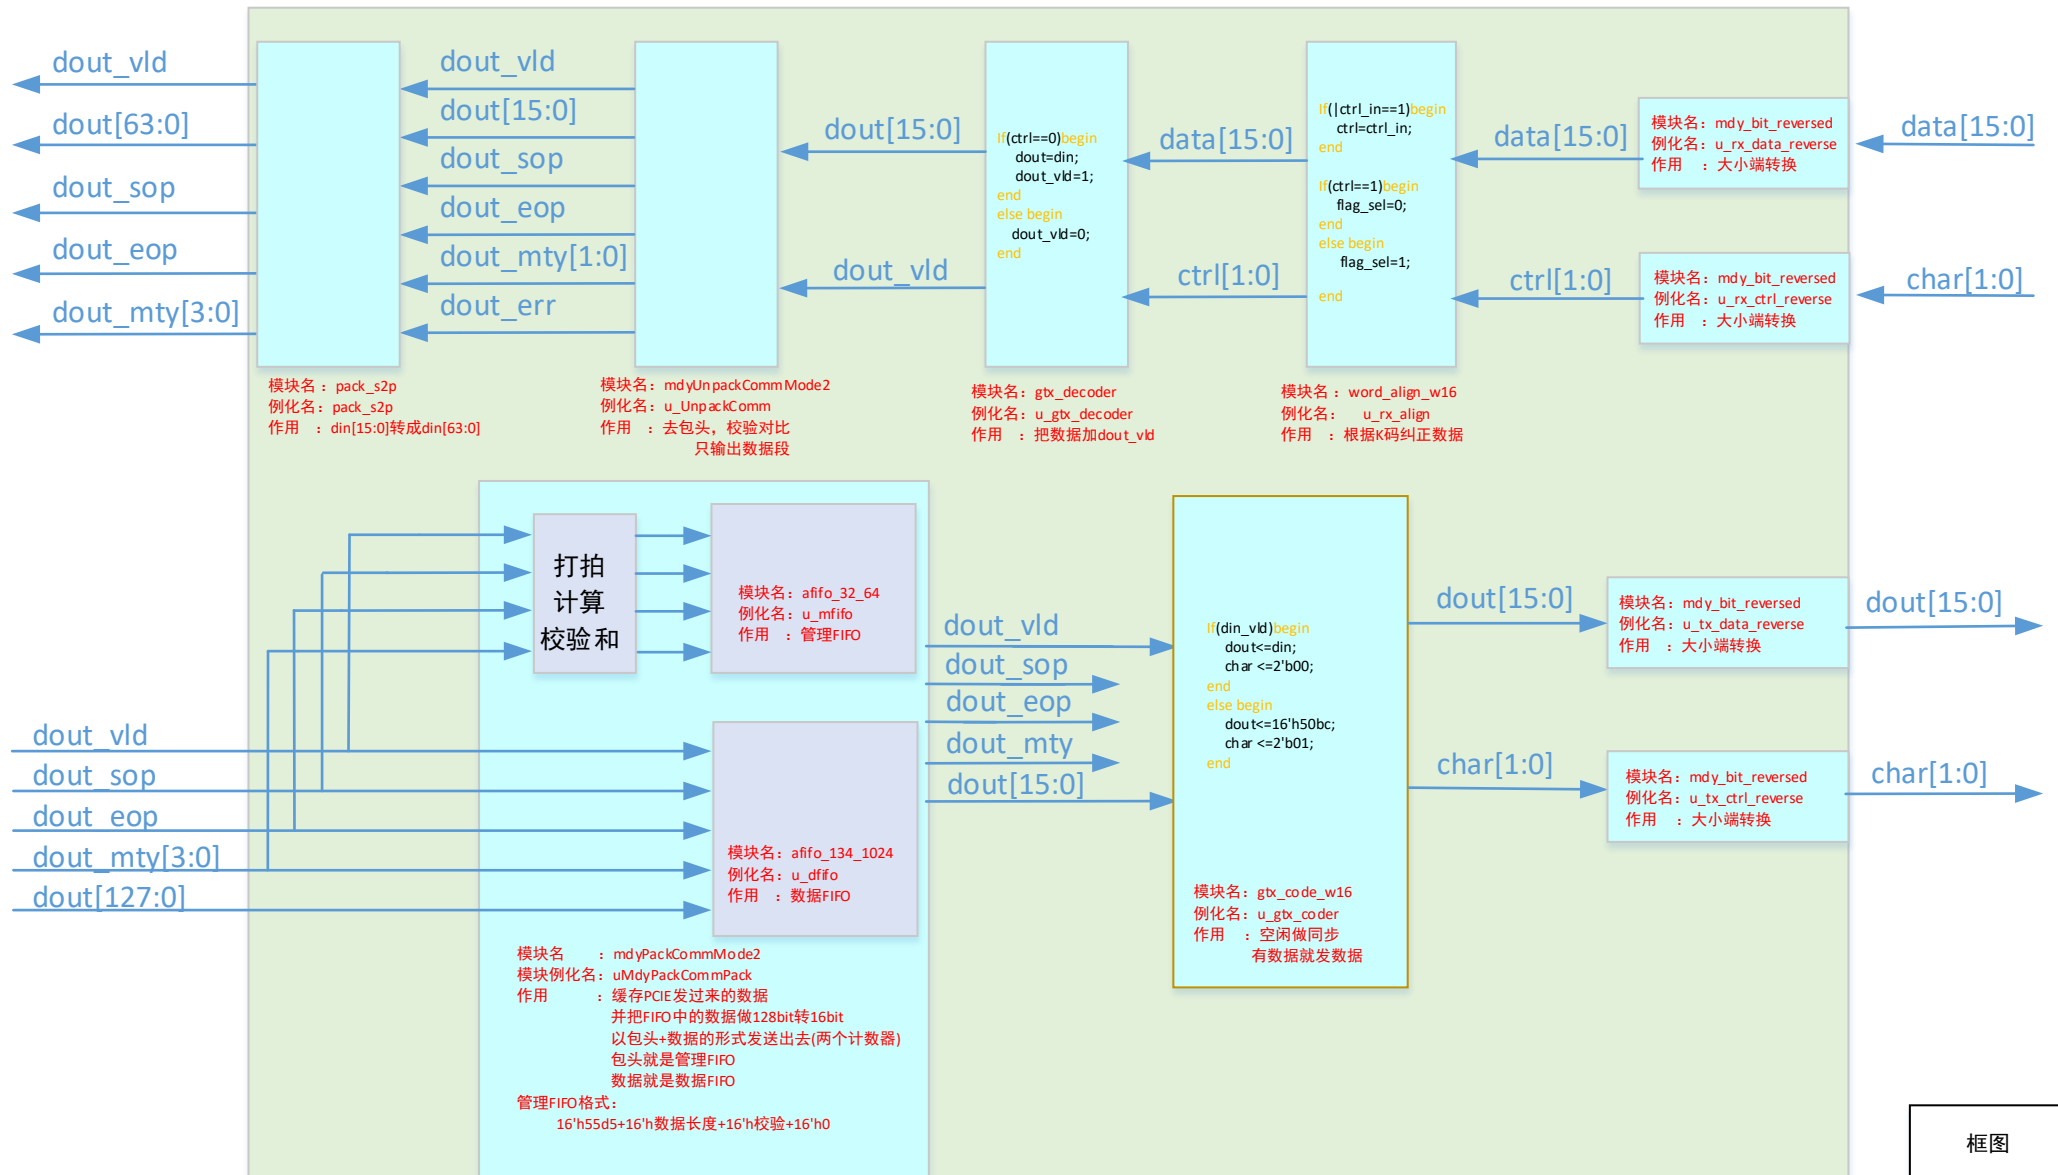 dout_vld
dout[63:0]
dout_sop
dout_eop
dout_mty[3:0]
模块名：pack_s2p
例化名：pack_s2p
作用 ：din[15:0]转成din[63:0]
dout_vld
dout[15:0]
dout_sop
dout_eop
dout_mty[1:0]
dout_err
模块名：mdyUnpackCommMode2
例化名：u_UnpackComm
作用 ：去包头，校验对比
只输出数据段
dout[15:0]
dout_vld
If(ctrl==0)begin
dout=din;
dout_vld=1;
end
else begin
dout_vld=0;
end
模块名：gtx_decoder
例化名：u_gtx_decoder
作用 ：把数据加dout_vld
data[15:0]
ctrl[1:0]
If(|ctrl_in==1)begin
ctrl=ctrl_in;
end
If(ctrl==1)begin
flag_sel=0;
end
else begin
flag_sel=1;
end
模块名：word_align_w16
例化名： u_rx_align
作用 ：根据K码纠正数据
data[15:0]
ctrl[1:0]
模块名：mdy_bit_reversed
例化名：u_rx_data_reverse
作用 ：大小端转换
模块名：mdy_bit_reversed
例化名：u_rx_ctrl_reverse
作用 ：大小端转换
data[15:0]
char[1:0]
dout_vld
dout_sop
dout_eop
dout_mty[3:0]
dout[127:0]
打拍
计算
校验和
模块名：afifo_32_64
例化名：u_mfifo
作用 ：管理FIFO
模块名：afifo_134_1024
例化名：u_dfifo
作用 ：数据FIFO
模块名 ：mdyPackCommMode2
模块例化名：uMdyPackCommPack
作用 ：缓存PCIE发过来的数据
并把FIFO中的数据做128bit转16bit
以包头+数据的形式发送出去(两个计数器)
包头就是管理FIFO
数据就是数据FIFO
管理FIFO格式：
16'h55d5+16'h数据长度+16'h校验+16'h0
dout_vld
dout_sop
dout_eop
dout_mty
dout[15:0]
If(din_vld)begin
dout<=din;
char <=2'b00;
end
else begin
dout<=16'h50bc;
char <=2'b01;
end
模块名：gtx_code_w16
例化名：u_gtx_coder
作用 ：空闲做同步
有数据就发数据
dout[15:0]
char[1:0]
模块名：mdy_bit_reversed
例化名：u_tx_data_reverse
作用 ：大小端转换
模块名：mdy_bit_reversed
例化名：u_tx_ctrl_reverse
作用 ：大小端转换
dout[15:0]
char[1:0]
框图